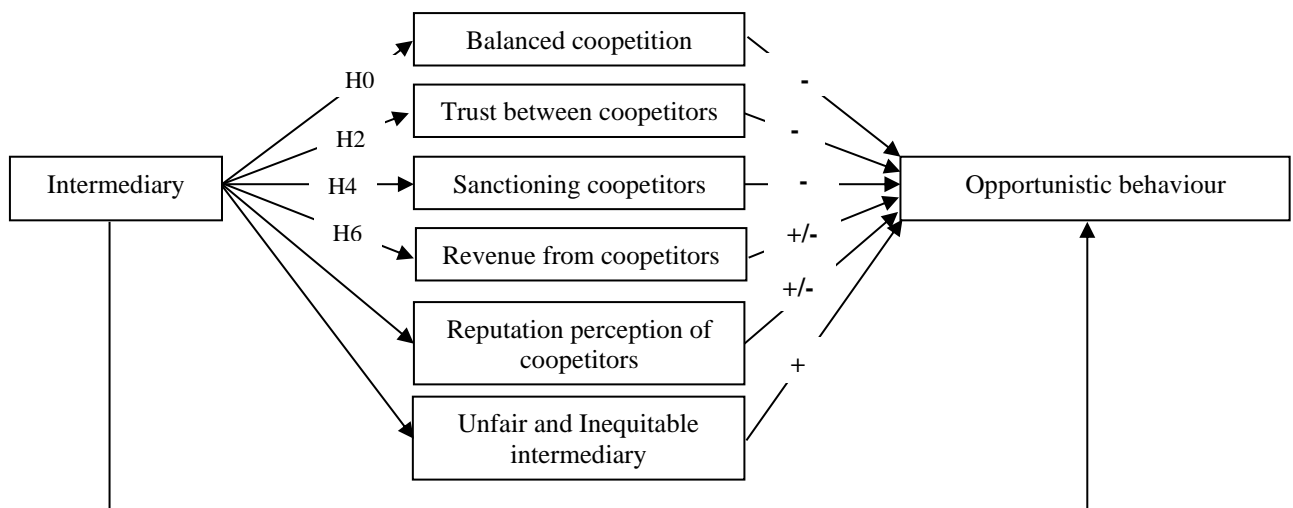 Balanced coopetition
-
H0
Trust between coopetitors
-
H2
Intermediary
H4
Sanctioning coopetitors
-
Opportunistic behaviour
H6
Revenue from coopetitors
+/-
+/-
Reputation perception of
coopetitors
+
Unfair and Inequitable
intermediary